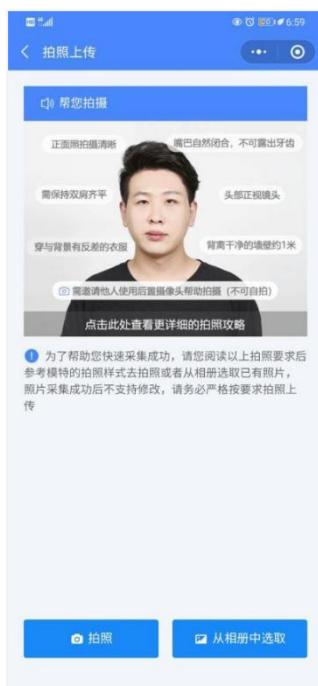 6:59
拍照上传
帮您拍摄
正面照拍摄清晰
嘴巴自然闭合，不可露出牙齿
需保持双肩齐平
头部正视镜头
穿与背景有反差的衣服
背离干净的墙壁约1米
需邀请他人使用后置摄像头帮助拍摄（不可自拍）
点击此处查看更详细的拍照攻略
为了帮助您快速采集成功，请您阅读以上拍照要求后
参考模特的拍照样式去拍照或者从相册选取已有照片，
照片采集成功后不支持修改，请务必严格按要求拍照上
传
拍照
从相册中选取